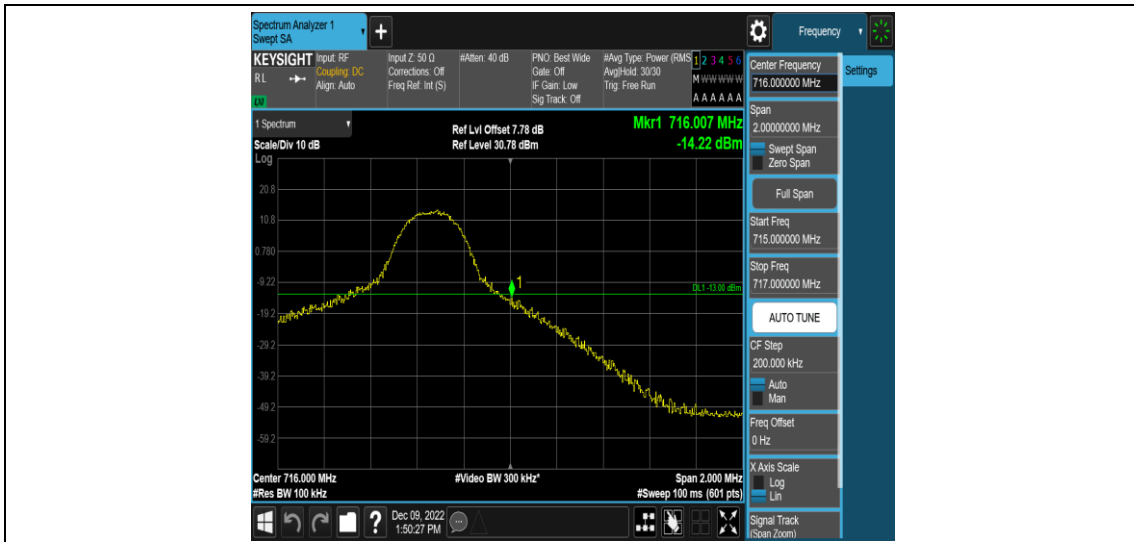 Spectrum Analyzer 1
Swept SA
+
Frequency
KEYSIGHT
RL
LXI
Input: RF
Coupling: DC
Align: Auto
Input Z: 50 Ω
Corrections: Off
Freq Ref: Int (S)
#Atten: 40 dB
PNO: Best Wide
Gate: Off
IF Gain: Low
Sig Track: Off
#Avg Type: Power (RMS
Avg|Hold: 30/30
Trig: Free Run
1 2 3 4 5 6
M W W W W W
A A A A A A
1 Spectrum
Scale/Div 10 dB
Log
Ref Lvl Offset 7.78 dB
Ref Level 30.78 dBm
Mkr1 716.007 MHz
-14.22 dBm
20.8
10.8
0.780
-9.22
-19.2
-29.2
-39.2
-49.2
-59.2
1
DL1 -13.00 dBm
Center 716.000 MHz
#Res BW 100 kHz
#Video BW 300 kHz*
Span 2.000 MHz
#Sweep 100 ms (601 pts)
Center Frequency
716.000000 MHz
Settings
Span
2.00000000 MHz
Swept Span
Zero Span
Full Span
Start Freq
715.000000 MHz
Stop Freq
717.000000 MHz
AUTO TUNE
CF Step
200.000 kHz
Auto
Man
Freq Offset
0 Hz
X Axis Scale
Log
Lin
Signal Track
(Span Zoom)
?
Dec 09, 2022
1:50:27 PM